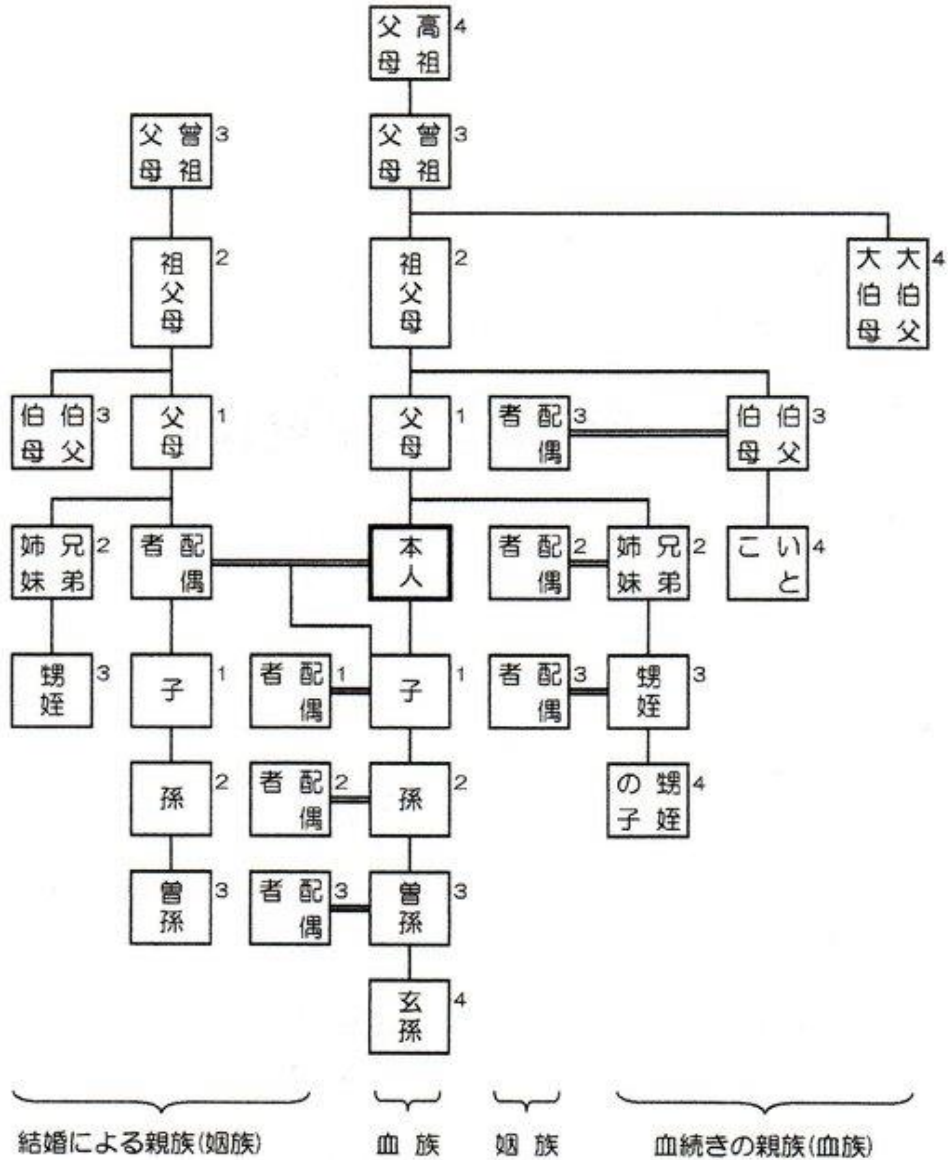 高祖父母 4
曾祖父母 3
曾祖父母 3
祖父母 2
祖父母 2
大伯父大伯母 4
伯父伯母 3
父母 1
父母 1
配偶者 3
伯父伯母 3
兄弟姉妹 2
配偶者
本人
配偶者 2
兄弟姉妹 2
いとこ 4
甥姪 3
子 1
配偶者 1
子 1
配偶者 3
甥姪 3
孫 2
配偶者 2
孫 2
甥姪の子 4
曽孫 3
配偶者 3
曽孫 3
玄孫 4
結婚による親族(姻族)
血族
姻族
血続きの親族(血族)